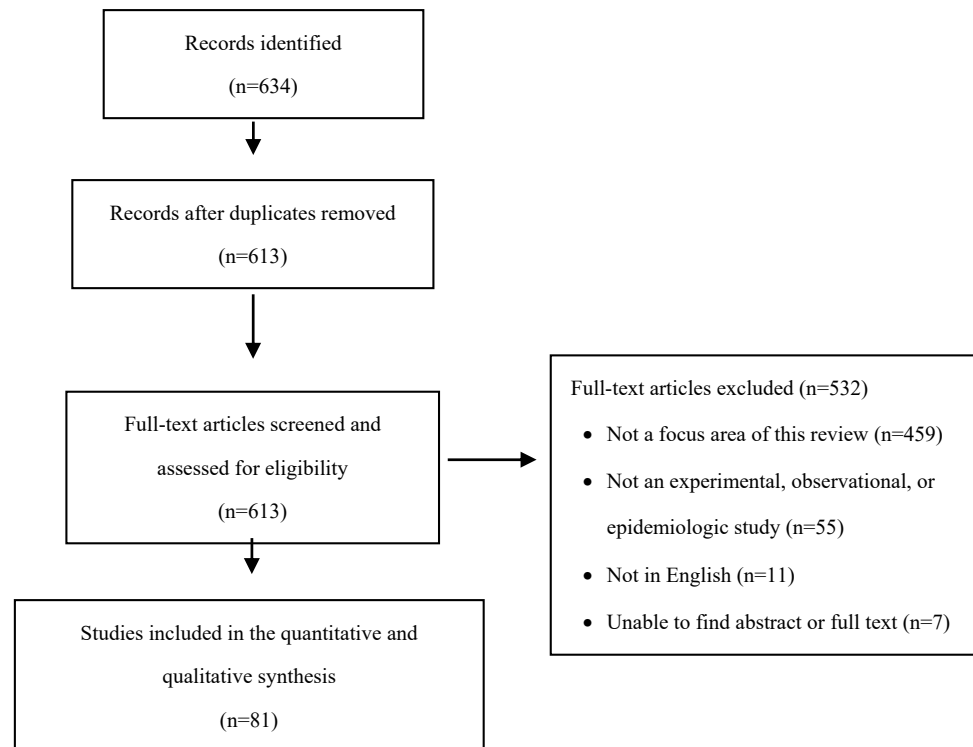 Records identified
(n=634)
Records after duplicates removed
(n=613)
Full-text articles screened and
assessed for eligibility
(n=613)
Full-text articles excluded (n=532)
• Not a focus area of this review (n=459)
• Not an experimental, observational, or
epidemiologic study (n=55)
• Not in English (n=11)
• Unable to find abstract or full text (n=7)
Studies included in the quantitative and
qualitative synthesis
(n=81)